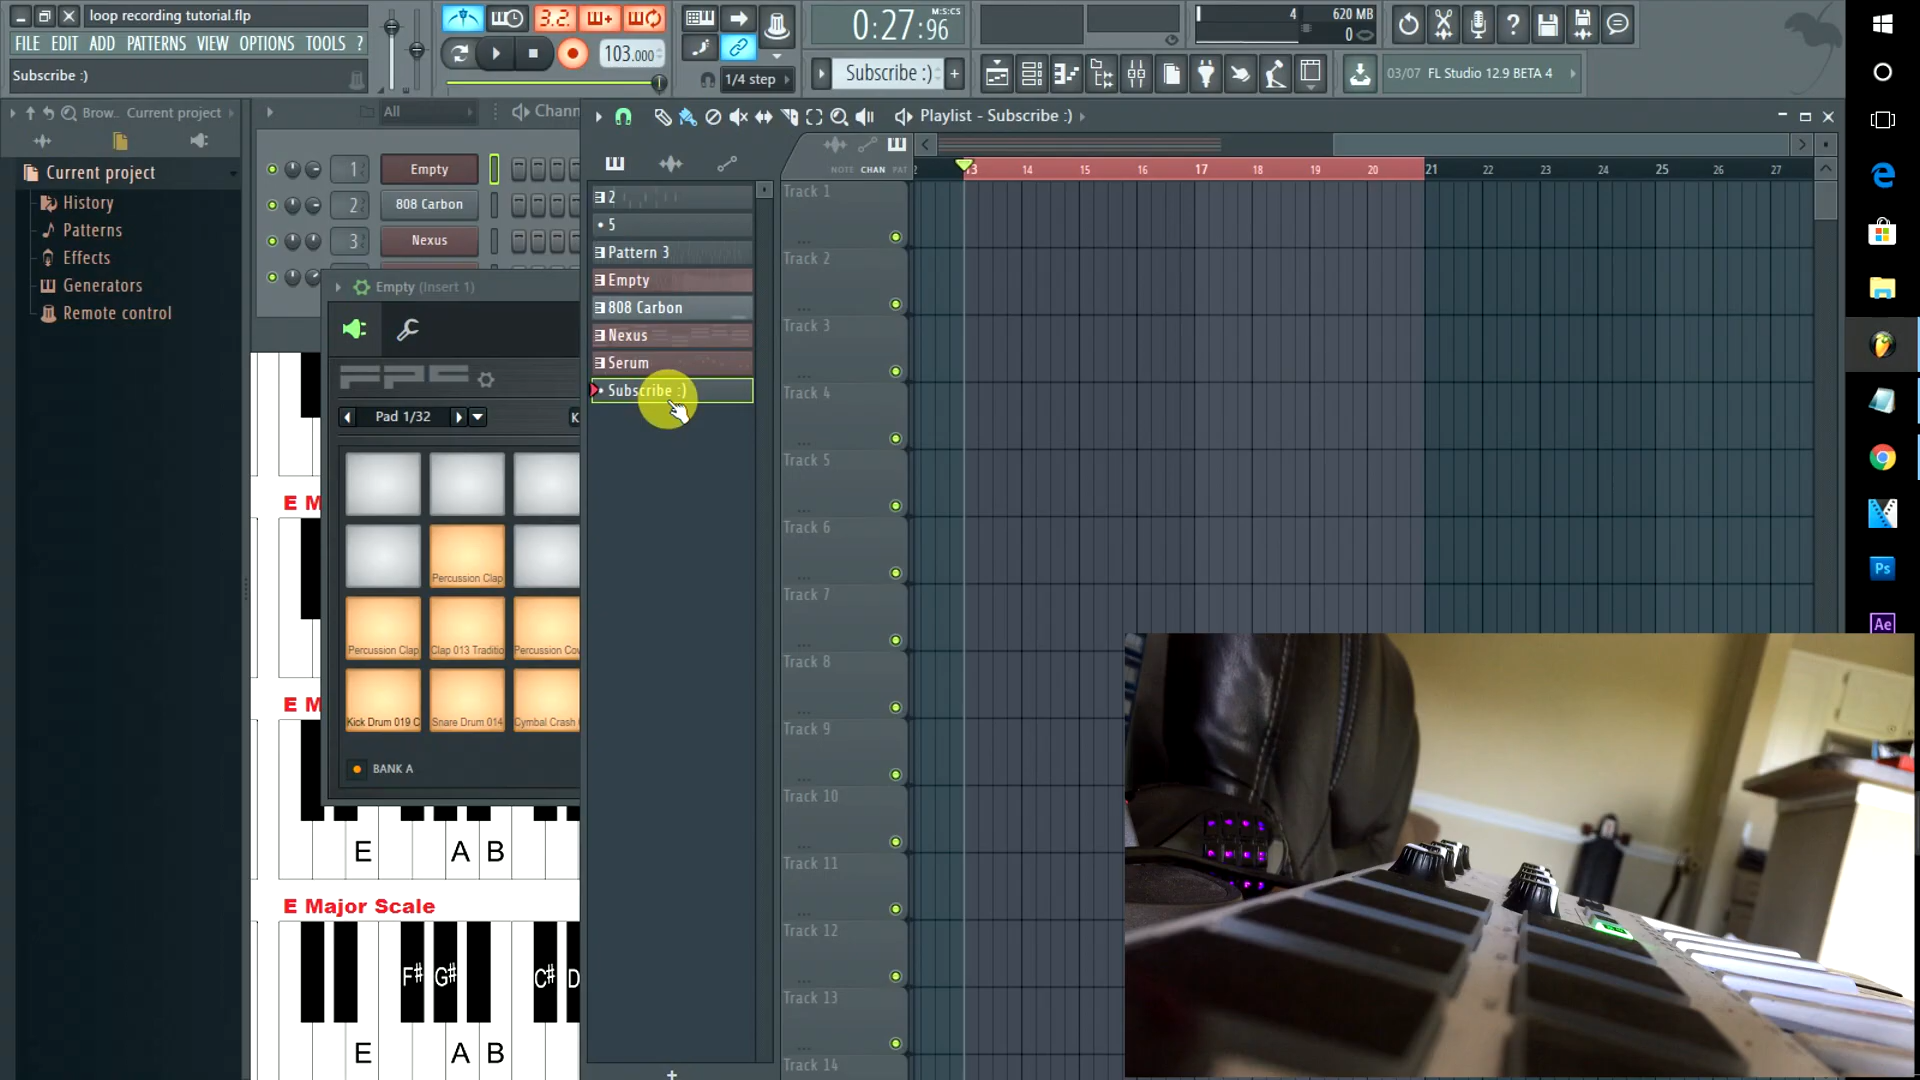 loop recording tutorial.flp
FILE EDIT ADD PATTERNS VIEW OPTIONS TOOLS ?
Subscribe :)
3.2.
103.000
0:27:96
M:S:CS
1/4 step
Subscribe :)
4
620 MB
0
03/07 FL Studio 12.9 BETA 4
Brow.. Current project
Current project
History
Patterns
Effects
Generators
Remote control
All
Chann
1 Empty
2 808 Carbon
3 Nexus
Empty (Insert 1)
FPC
Pad 1/32
K
Percussion Clap
Percussion Clap
Clap 013 Traditio
Percussion Cow
Kick Drum 019 C
Snare Drum 014
Cymbal Crash
BANK A
E M
E M
E A B
E Major Scale
F# G# C# D
E A B
Playlist - Subscribe :)
NOTE CHAN PAT
2
5
Pattern 3
Empty
808 Carbon
Nexus
Serum
Subscribe :)
13 14 15 16 17 18 19 20 21 22 23 24 25 26 27
Track 1
Track 2
Track 3
Track 4
Track 5
Track 6
Track 7
Track 8
Track 9
Track 10
Track 11
Track 12
Track 13
Track 14
Ps
Ae